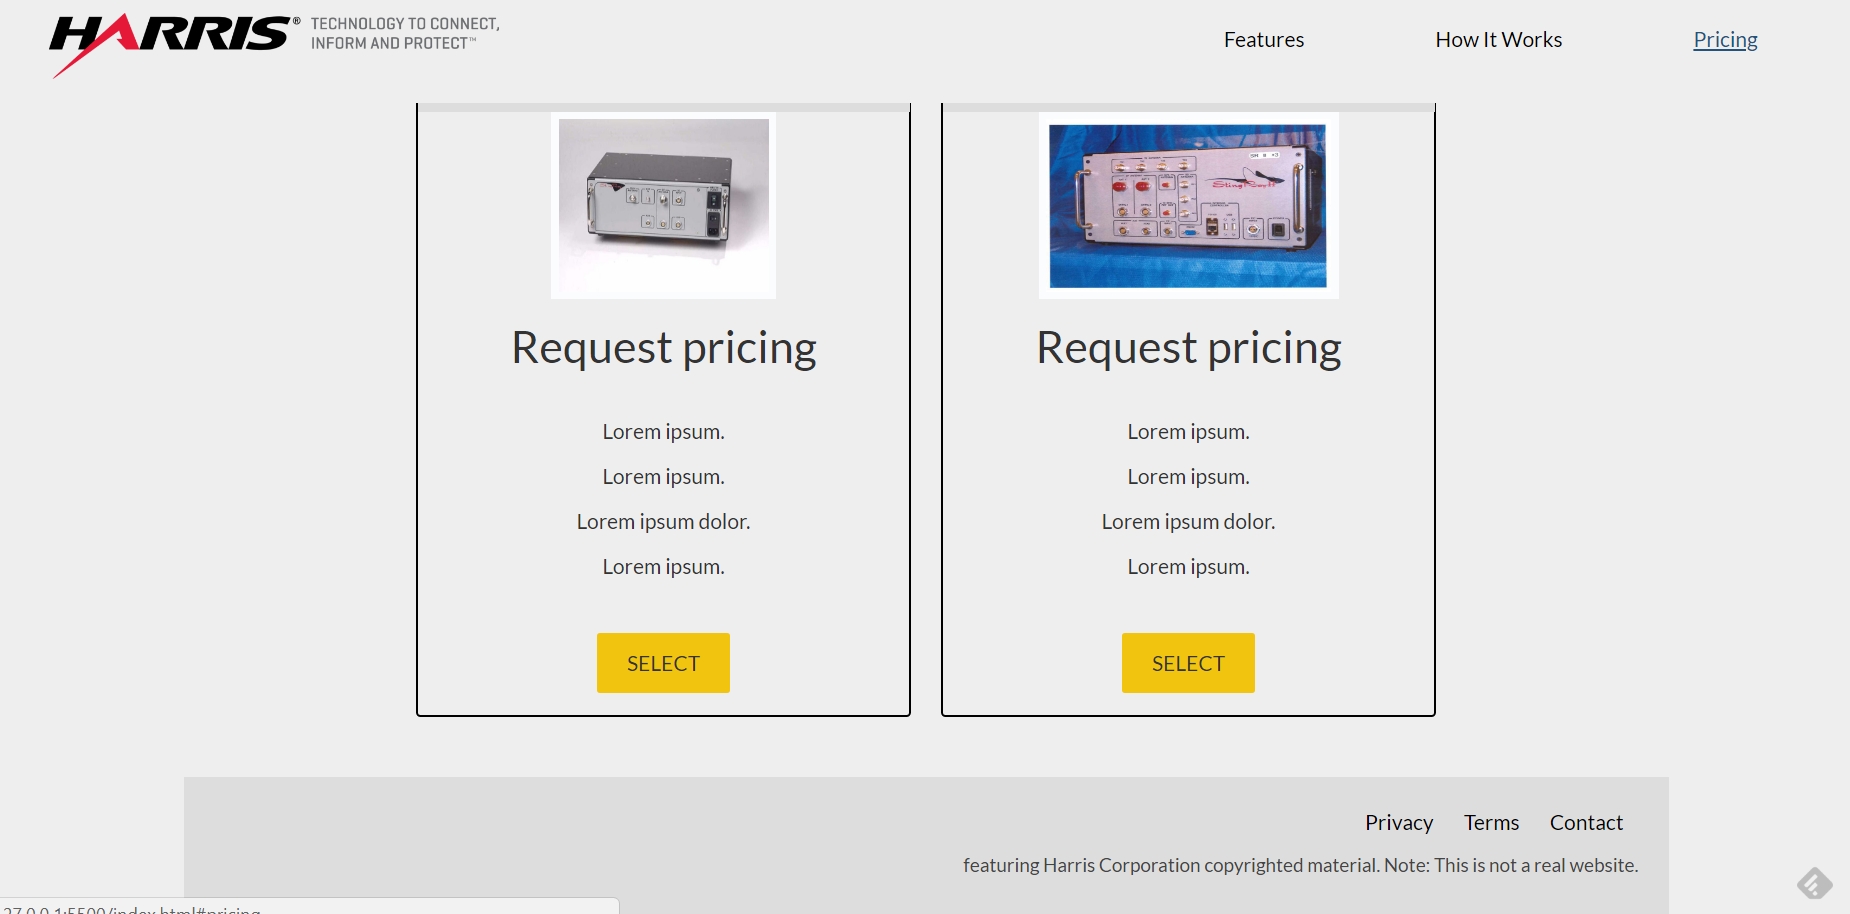 HARRIS® TECHNOLOGY TO CONNECT,
INFORM AND PROTECT™
Features How It Works Pricing
StingRay II
Request pricing Request pricing
Lorem ipsum. Lorem ipsum.
Lorem ipsum. Lorem ipsum.
Lorem ipsum dolor. Lorem ipsum dolor.
Lorem ipsum. Lorem ipsum.
SELECT SELECT
Privacy Terms Contact
featuring Harris Corporation copyrighted material. Note: This is not a real website.
27.0.0.1:5500/index.html#pricing